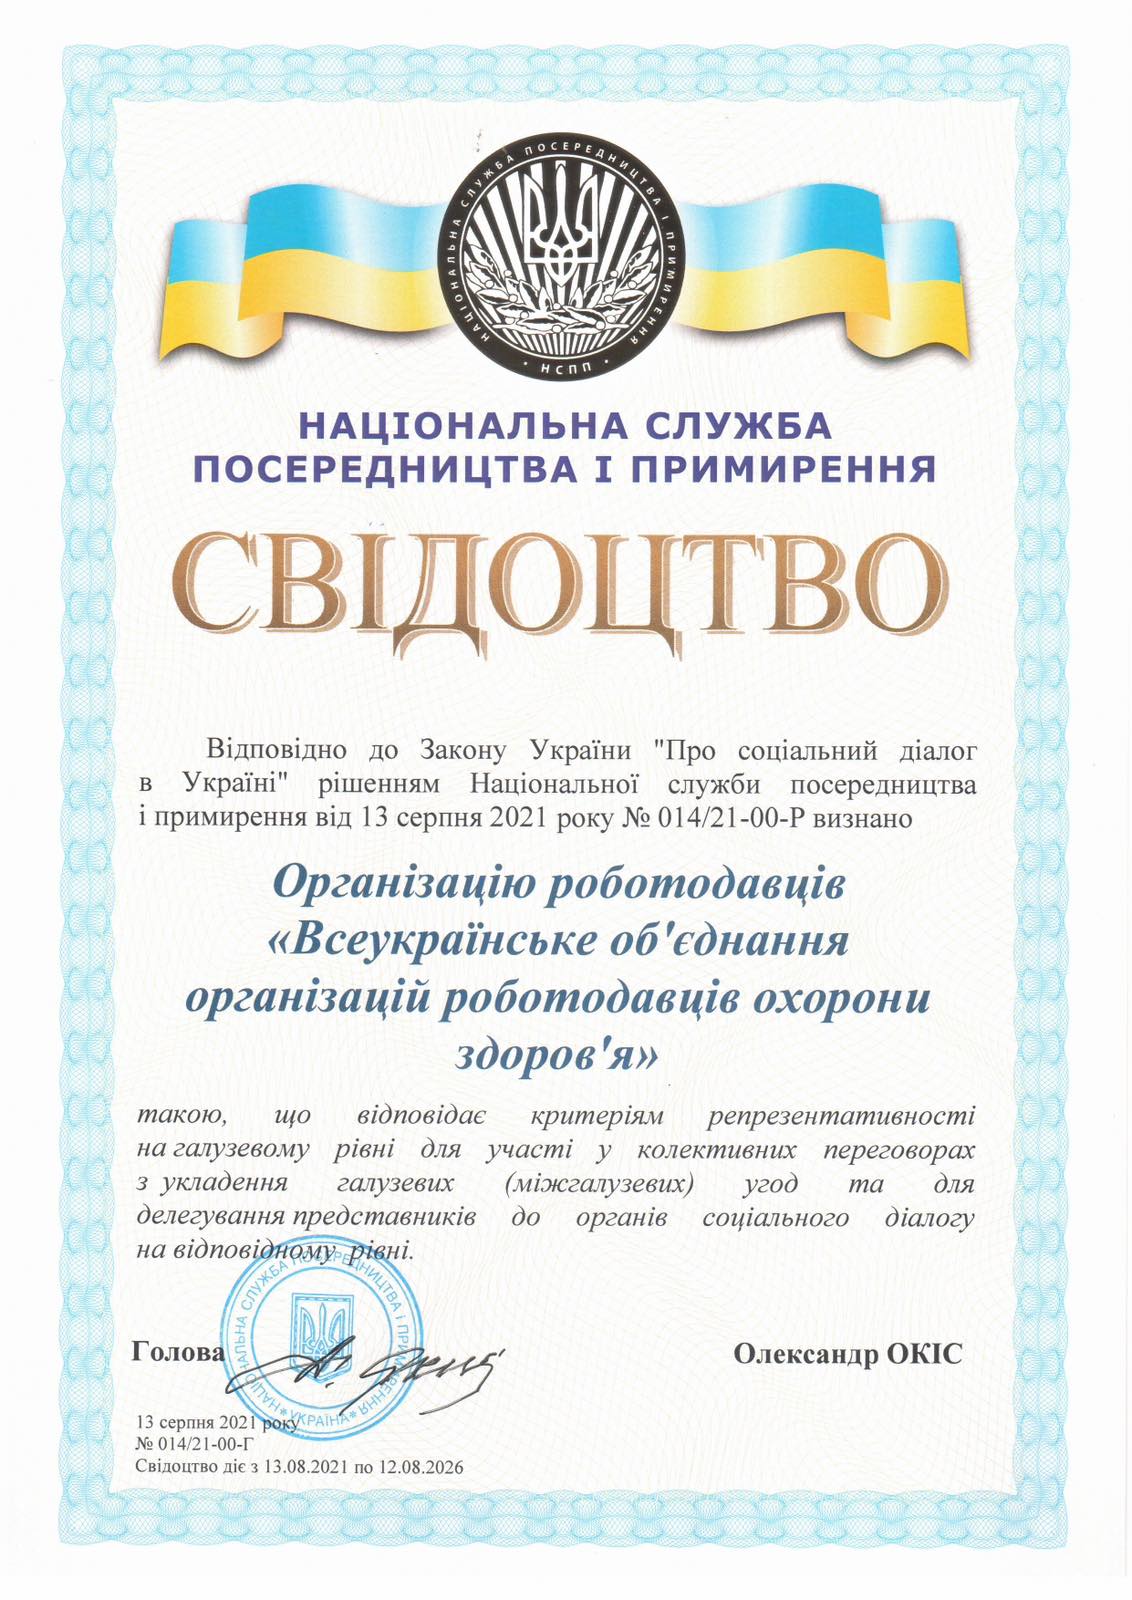 НАЦІОНАЛЬНА СЛУЖБА ПОСЕРЕДНИЦТВА І ПРИМИРЕННЯ
• НСПП •
НАЦІОНАЛЬНА СЛУЖБА
ПОСЕРЕДНИЦТВА І ПРИМИРЕННЯ
СВІДОЦТВО
Відповідно до Закону України "Про соціальний діалог
в Україні" рішенням Національної служби посередництва
і примирення від 13 серпня 2021 року № 014/21-00-Р визнано
Організацію роботодавців
«Всеукраїнське об'єднання
організацій роботодавців охорони
здоров'я»
такою, що відповідає критеріям репрезентативності
на галузевому рівні для участі у колективних переговорах
з укладення галузевих (міжгалузевих) угод та для
делегування представників до органів соціального діалогу
на відповідному рівні.
НАЦІОНАЛЬНА СЛУЖБА ПОСЕРЕДНИЦТВА І ПРИМИРЕННЯ
* УКРАЇНА *
Голова
Олександр ОКІС
13 серпня 2021 року
№ 014/21-00-Г
Свідоцтво діє з 13.08.2021 по 12.08.2026